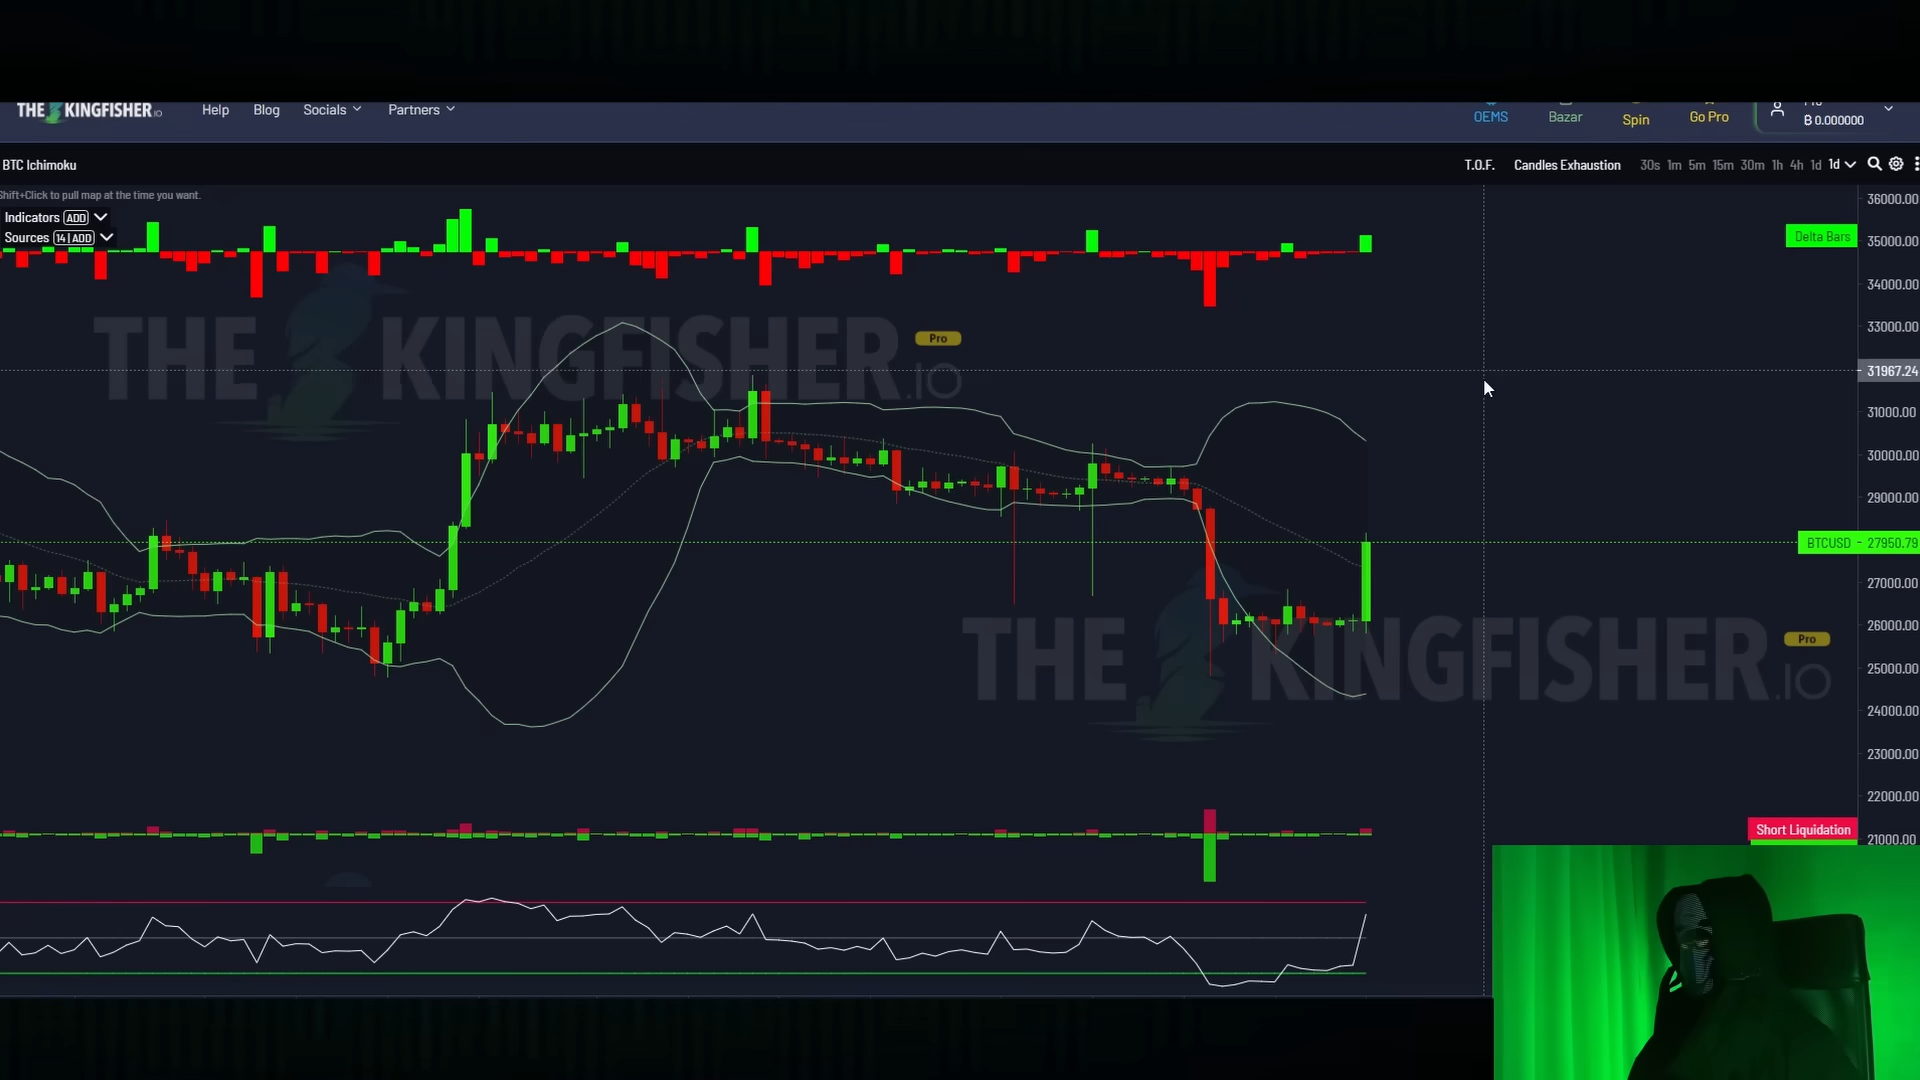 THE KINGFISHER.IO
Help Blog Socials Partners
OEMS Bazar Spin Go Pro
₿ 0.000000
BTC Ichimoku
T.O.F. Candles Exhaustion 30s 1m 5m 15m 30m 1h 4h 1d 1d
Shift+Click to pull map at the time you want.
Indicators ADD
Sources 14 | ADD
Delta Bars
36000.00
35000.00
34000.00
33000.00
31967.24
31000.00
30000.00
29000.00
BTCUSD - 27950.79
27000.00
26000.00
25000.00
24000.00
23000.00
22000.00
21000.00
THE KINGFISHER.IO
Pro
THE KINGFISHER.IO
Pro
Short Liquidation